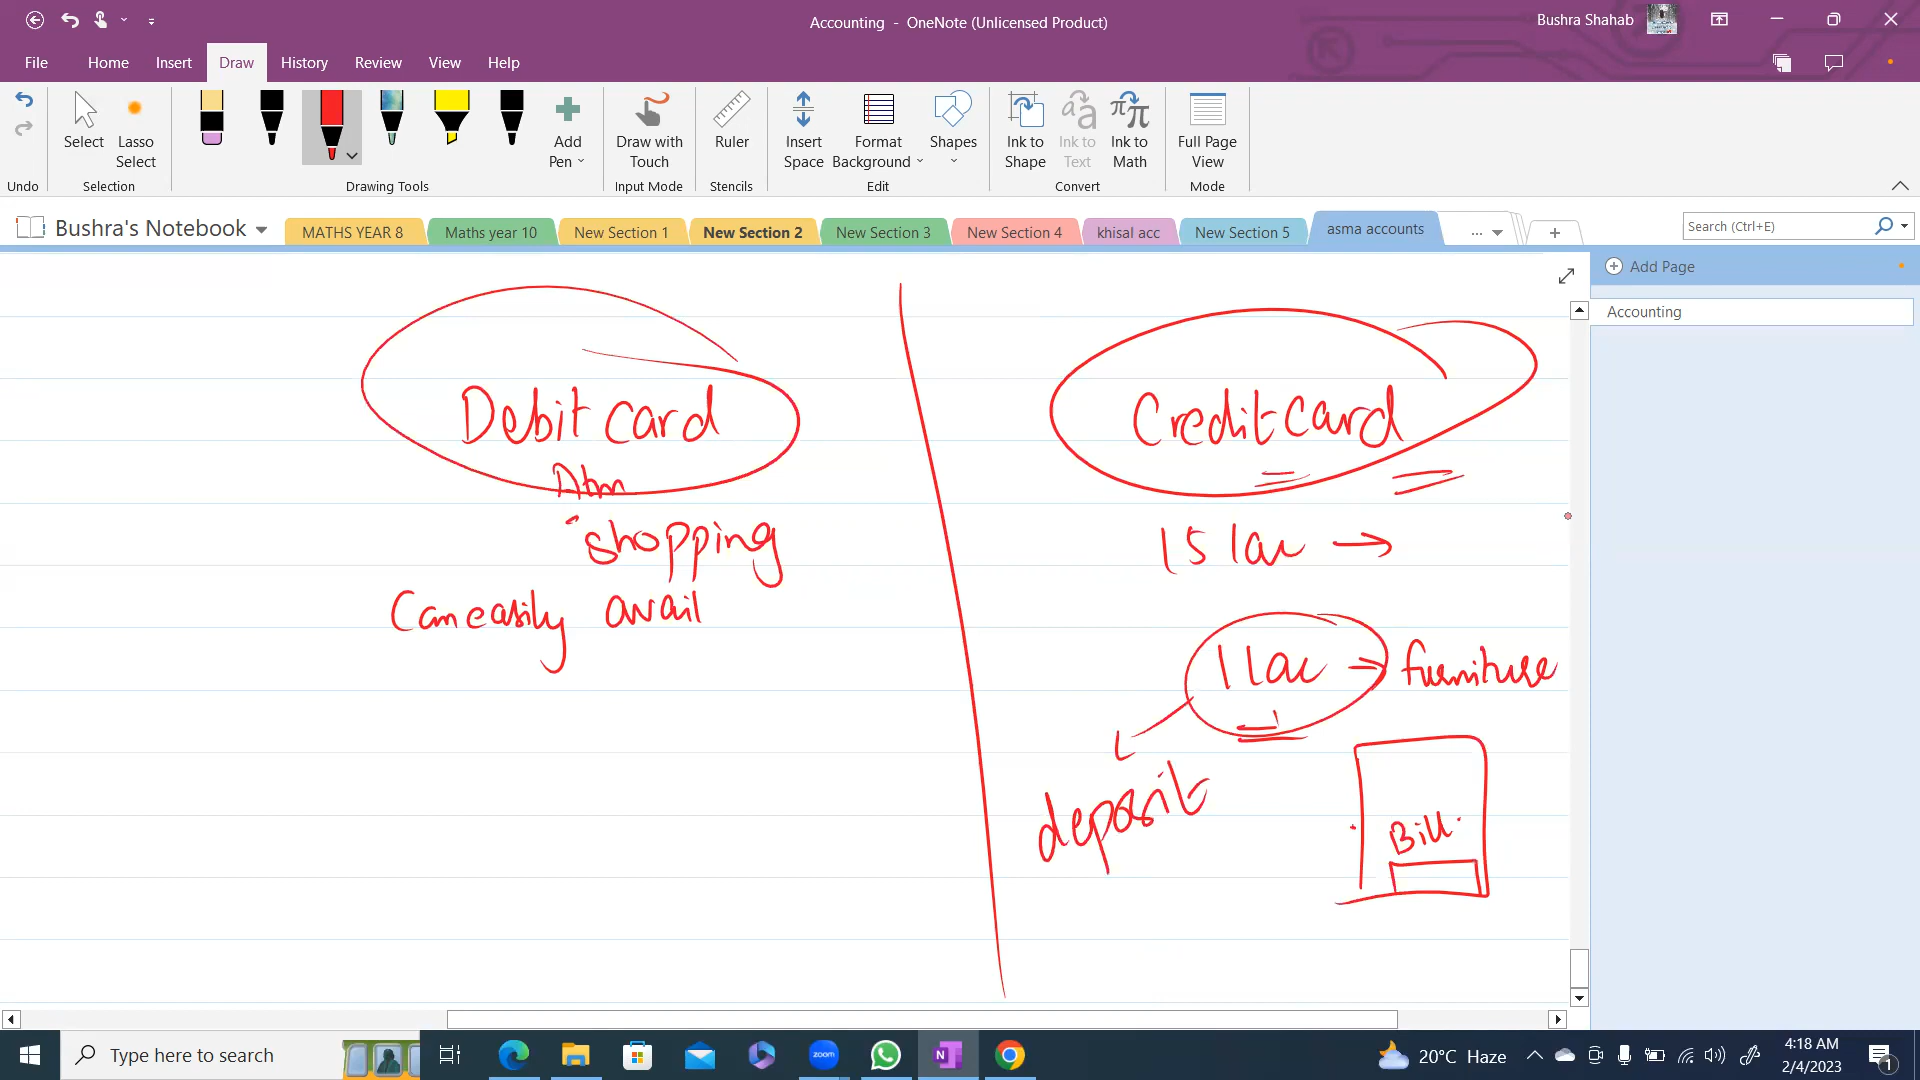 Accounting - OneNote (Unlicensed Product)
Bushra Shahab
File Home Insert Draw History Review View Help
Select
Lasso Select
Add Pen
Draw with Touch
Ruler
Insert Space
Format Background
Shapes
Ink to Shape
Ink to Text
Ink to Math
Full Page View
Undo Selection Drawing Tools Input Mode Stencils Edit Convert Mode
Bushra's Notebook
MATHS YEAR 8 Maths year 10 New Section 1 New Section 2 New Section 3 New Section 4 khisal acc New Section 5 asma accounts ...
Search (Ctrl+E)
Add Page
Accounting
Debit card
Atm
shopping
Can easily avail
Credit card
15 lac →
1 lac → furniture
deposit
Bill
Type here to search
zoom
20°C Haze
4:18 AM
2/4/2023
1